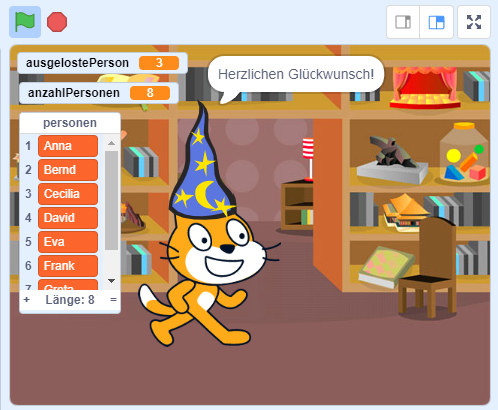 ausgelostePerson 3
Herzlichen Glückwunsch!
anzahlPersonen 8
personen
1 Anna
2 Bernd
3 Cecilia
4 David
5 Eva
6 Frank
7 Greta
+ Länge: 8 =